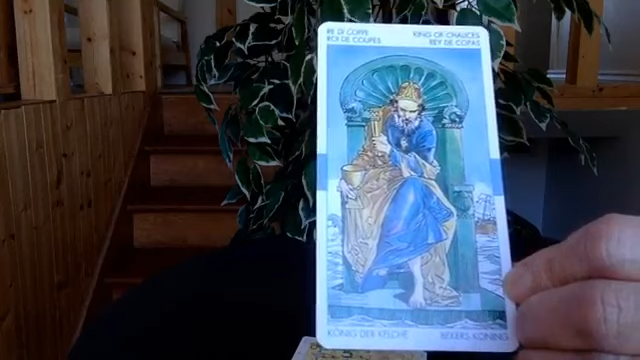 RE DI COPPE
ROI DE COUPES
KING OF CHALICES
REY DE COPAS
KÖNIG DER KELCHE
BEKERS KONING